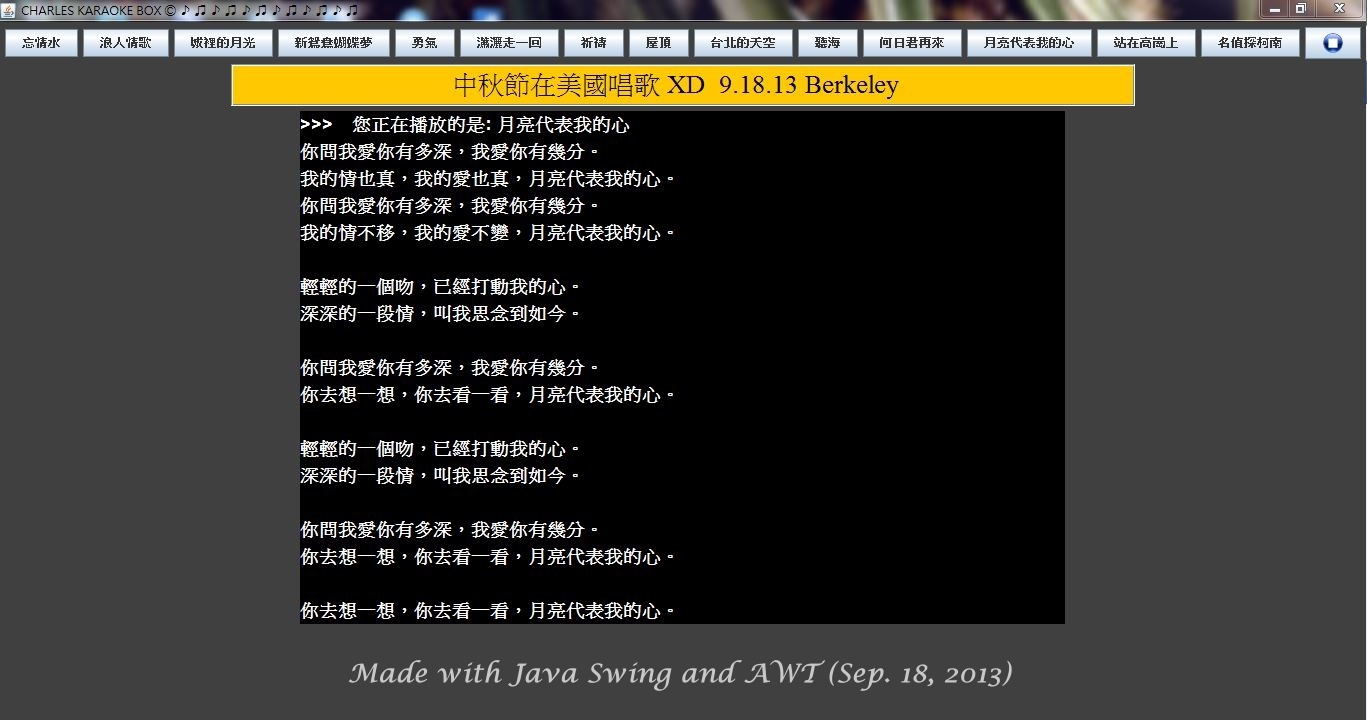 CHARLES KARAOKE BOX © ♪ ♫ ♪ ♫ ♪ ♫ ♪ ♫ ♪ ♫ ♪ ♫
忘情水 浪人情歌 城裡的月光 新鴛鴦蝴蝶夢 勇氣 瀟灑走一回 祈禱 屋頂 台北的天空 聽海 何日君再來 月亮代表我的心 站在高崗上 名偵探柯南
中秋節在美國唱歌 XD 9.18.13 Berkeley
>>> 您正在播放的是: 月亮代表我的心
你問我愛你有多深，我愛你有幾分。
我的情也真，我的愛也真，月亮代表我的心。
你問我愛你有多深，我愛你有幾分。
我的情不移，我的愛不變，月亮代表我的心。
輕輕的一個吻，已經打動我的心。
深深的一段情，叫我思念到如今。
你問我愛你有多深，我愛你有幾分。
你去想一想，你去看一看，月亮代表我的心。
輕輕的一個吻，已經打動我的心。
深深的一段情，叫我思念到如今。
你問我愛你有多深，我愛你有幾分。
你去想一想，你去看一看，月亮代表我的心。
你去想一想，你去看一看，月亮代表我的心。
Made with Java Swing and AWT (Sep. 18, 2013)